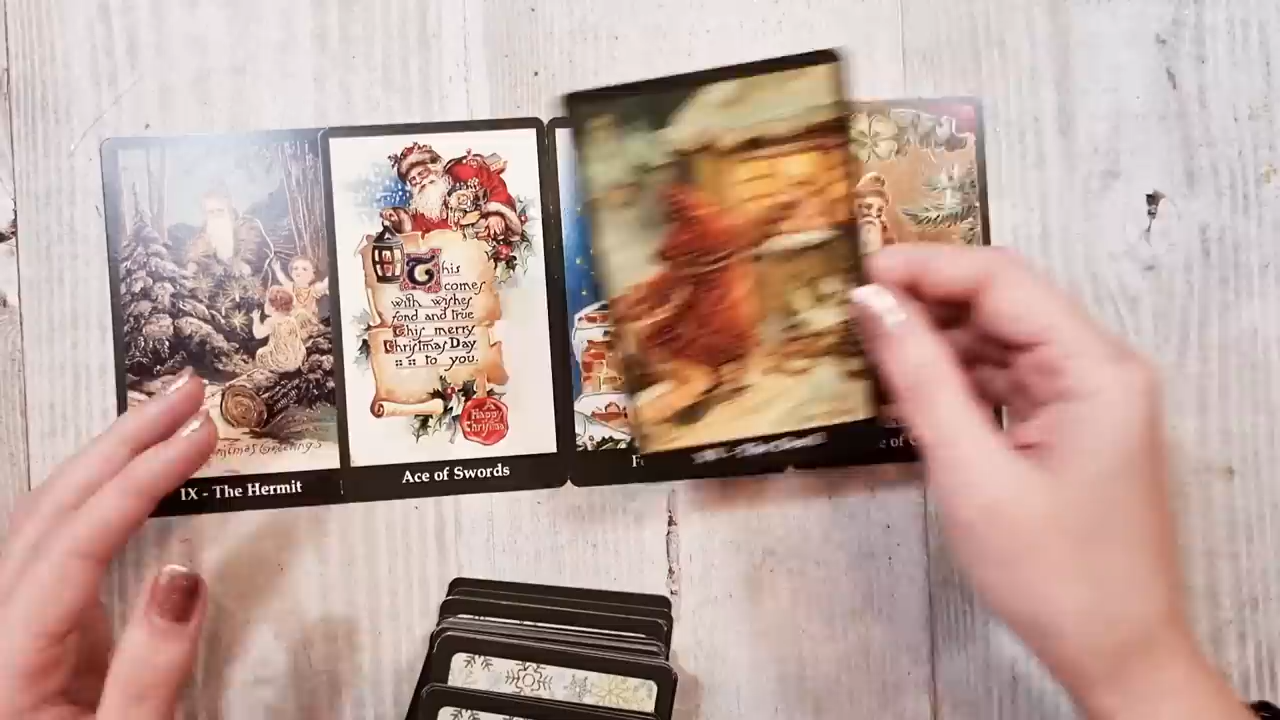 Christmas Greetings
IX - The Hermit
This
comes
with wishes
fond and true
This merry
Christmas Day
to you.
Happy
Christmas
Ace of Swords